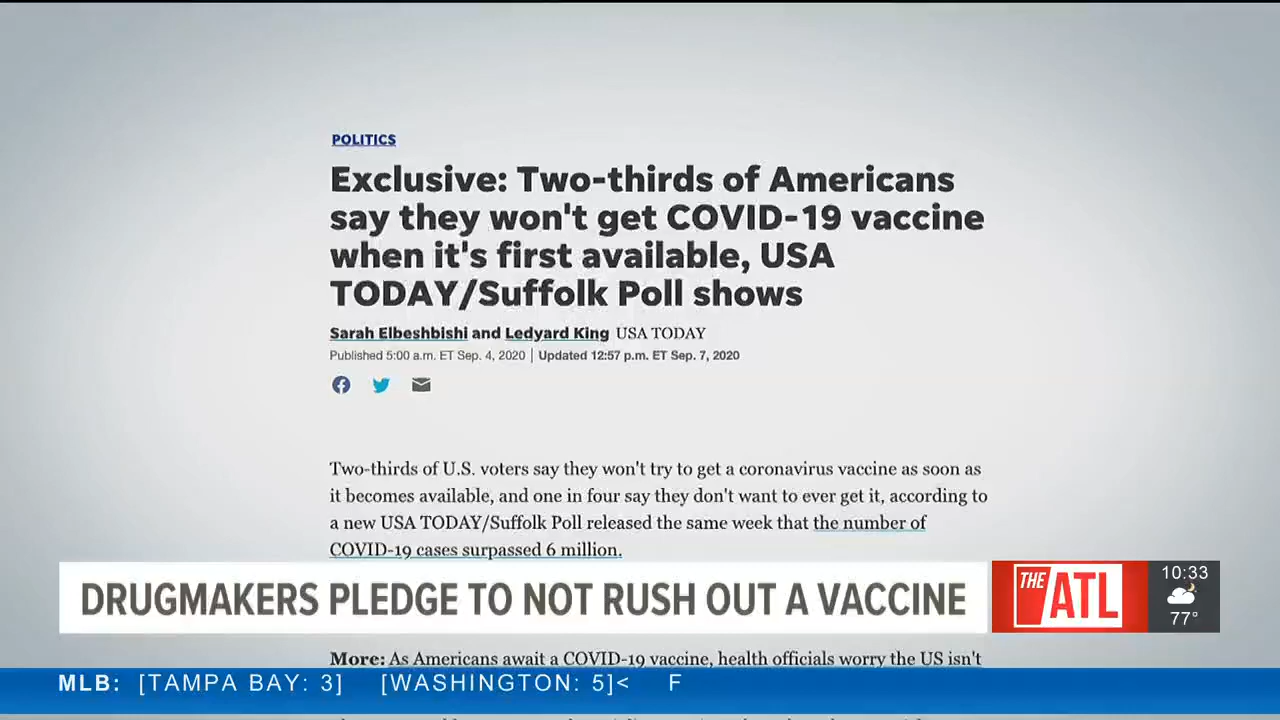 POLITICS
Exclusive: Two-thirds of Americans
say they won't get COVID-19 vaccine
when it's first available, USA
TODAY/Suffolk Poll shows
Sarah Elbeshbishi and Ledyard King USA TODAY
Published 5:00 a.m. ET Sep. 4, 2020 | Updated 12:57 p.m. ET Sep. 7, 2020
Two-thirds of U.S. voters say they won't try to get a coronavirus vaccine as soon as
it becomes available, and one in four say they don't want to ever get it, according to
a new USA TODAY/Suffolk Poll released the same week that the number of
COVID-19 cases surpassed 6 million.
DRUGMAKERS PLEDGE TO NOT RUSH OUT A VACCINE
THE ATL
10:33
77°
More: As Americans await a COVID-19 vaccine, health officials worry the US isn't
MLB: [TAMPA BAY: 3] [WASHINGTON: 5]< F